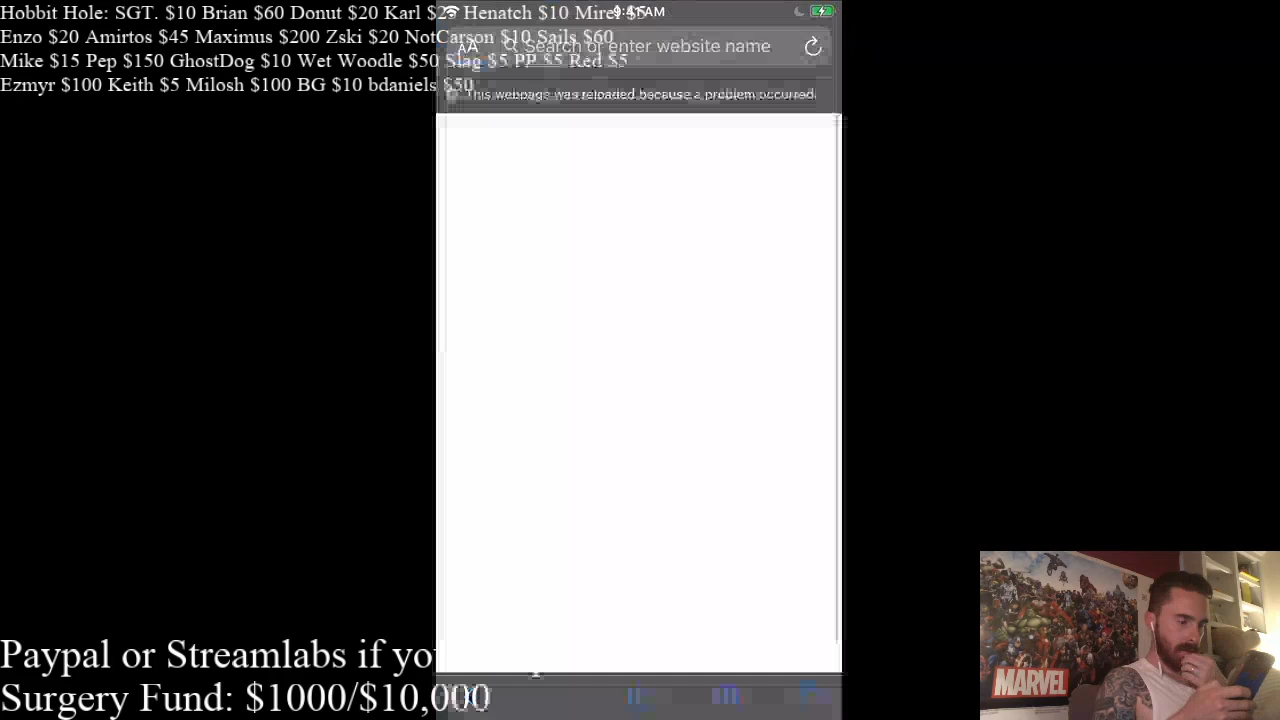 Hobbit Hole: SGT. $10 Brian $60 Donut $20 Karl Henatch $10
9:41 AM
Enzo $20 Amirtos $45 Maximus $200 Zski $20 NotCarson $10 Sails $60
AA Search or enter website name
Mike $15 Pep $150 GhostDog $10 Wet Woodle $50 Slag $5 PP $5 Red $5
Ezmyr $100 Keith $5 Milosh $100 BG $10 bdaniels $50
This webpage was reloaded because a problem occurred.
Paypal or Streamlabs if
Surgery Fund: $1000/$10,000
MARVEL